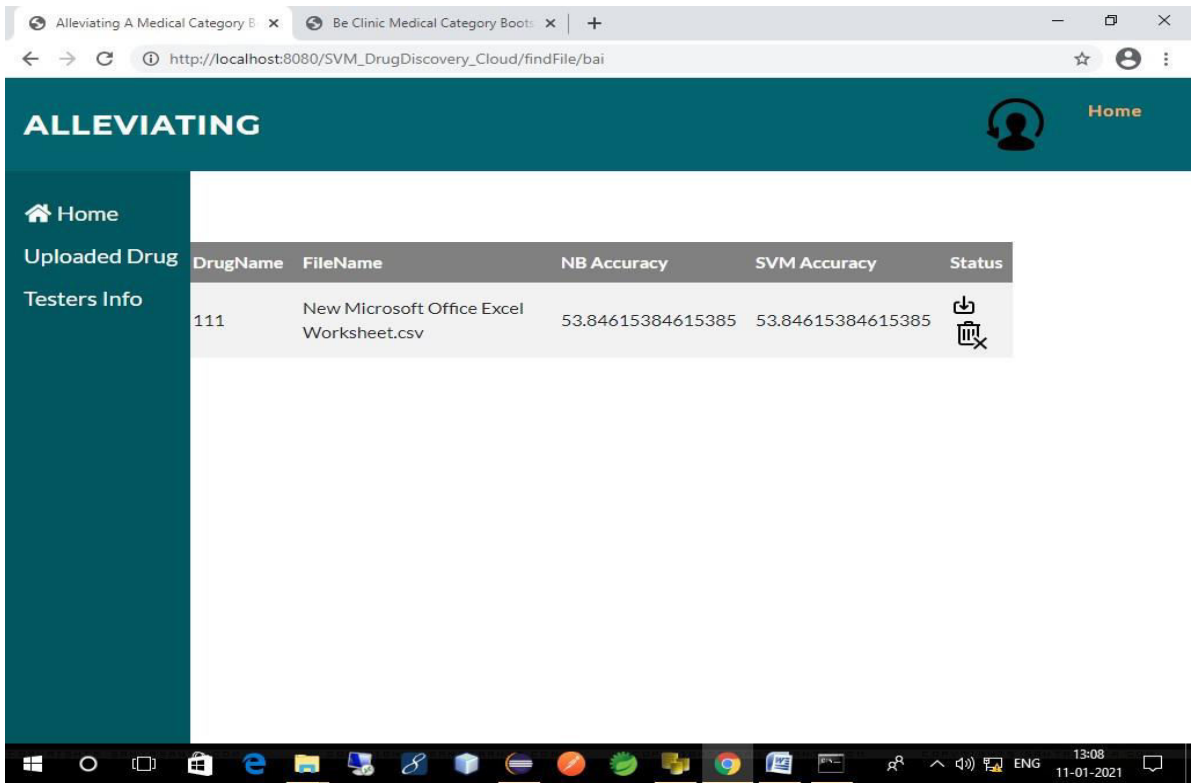 Alleviating A Medical Category B
Be Clinic Medical Category Boots
http://localhost:8080/SVM_DrugDiscovery_Cloud/findFile/bai
ALLEVIATING
Home
Home
Uploaded Drug
Testers Info
DrugName FileName NB Accuracy SVM Accuracy Status
111 New Microsoft Office Excel 53.84615384615385 53.84615384615385
Worksheet.csv
ENG
13:08
11-01-2021